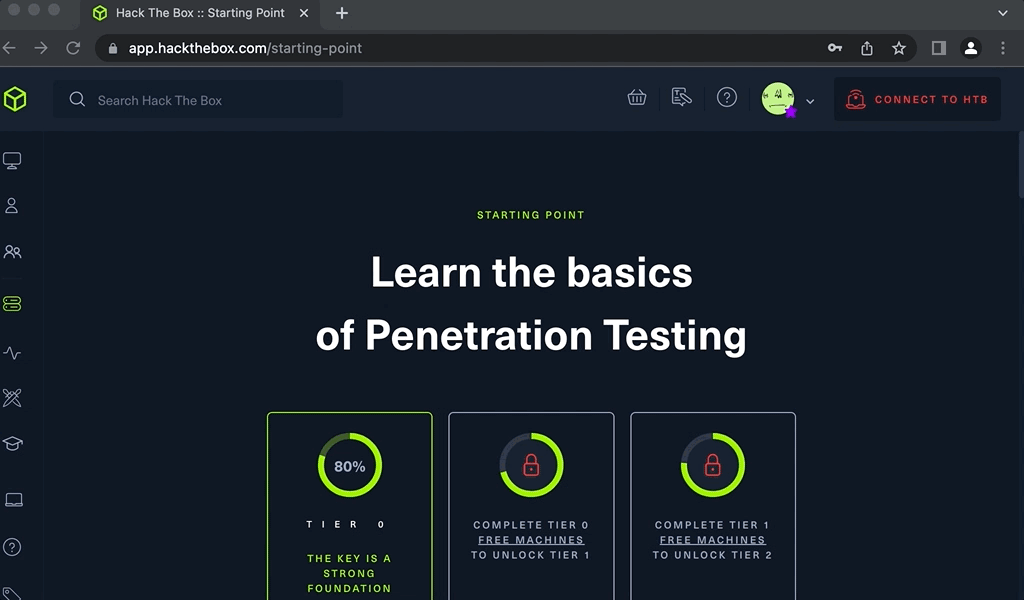 Hack The Box :: Starting Point
app.hackthebox.com/starting-point
Search Hack The Box
CONNECT TO HTB
STARTING POINT
Learn the basics
of Penetration Testing
80%
TIER 0
THE KEY IS A
STRONG
FOUNDATION
COMPLETE TIER 0
FREE MACHINES
TO UNLOCK TIER 1
COMPLETE TIER 1
FREE MACHINES
TO UNLOCK TIER 2